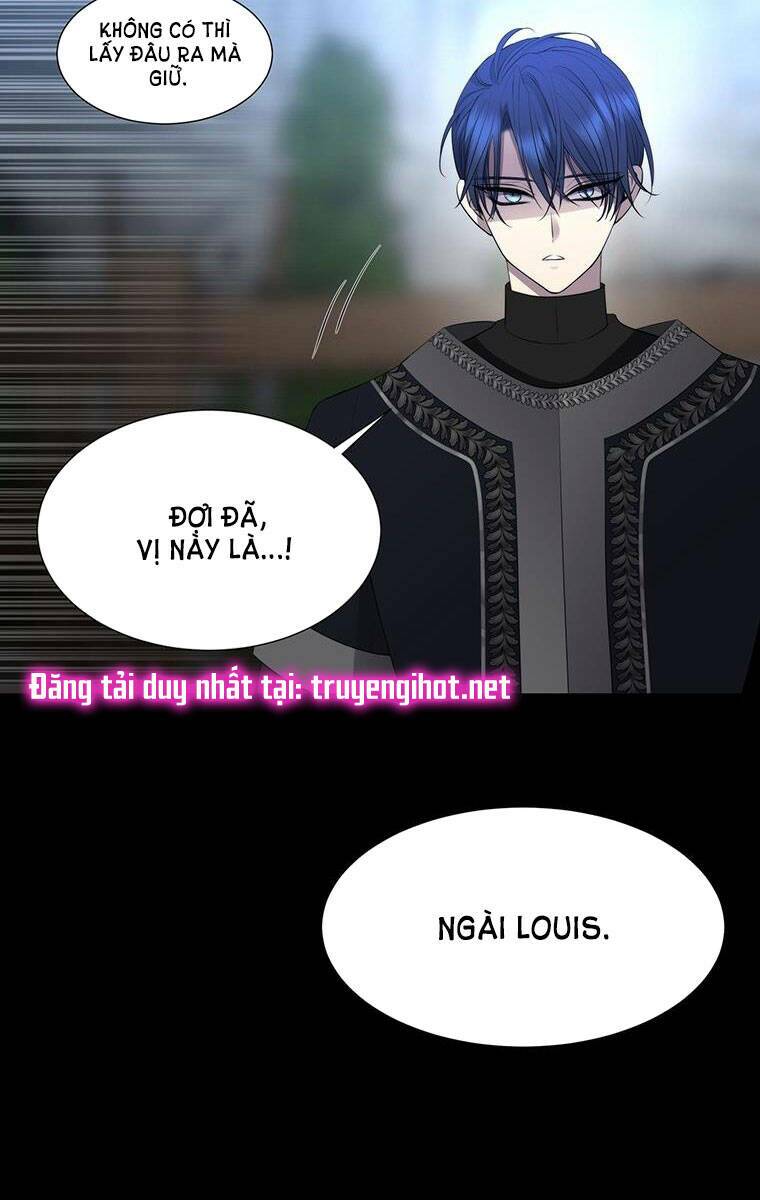 KHÔNG CÓ THÌ
LẤY ĐÂU RA MÀ
GIỮ.
ĐỢI ĐÃ,
VỊ NÀY LÀ...!
Đăng tải duy nhất tại: truyengihot.net
NGÀI LOUIS.